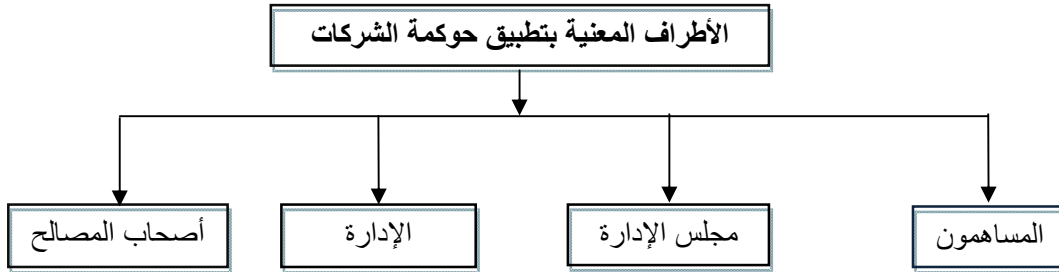 الأطراف المعنية بتطبيق حوكمة الشركات
المساهمون
مجلس الإدارة
الإدارة
أصحاب المصالح